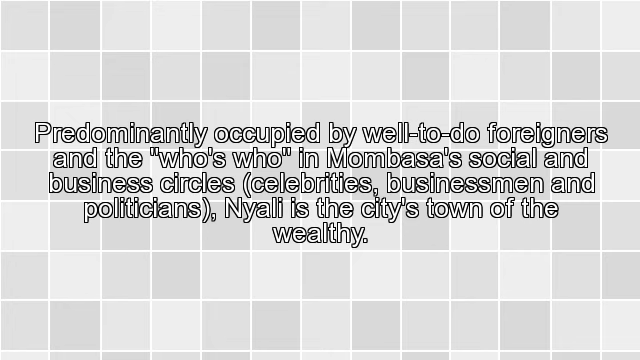 Predominantly occupied by well-to-do foreigners
and the "who's who" in Mombasa's social and
business circles (celebrities, businessmen and
politicians), Nyali is the city's town of the
wealthy.